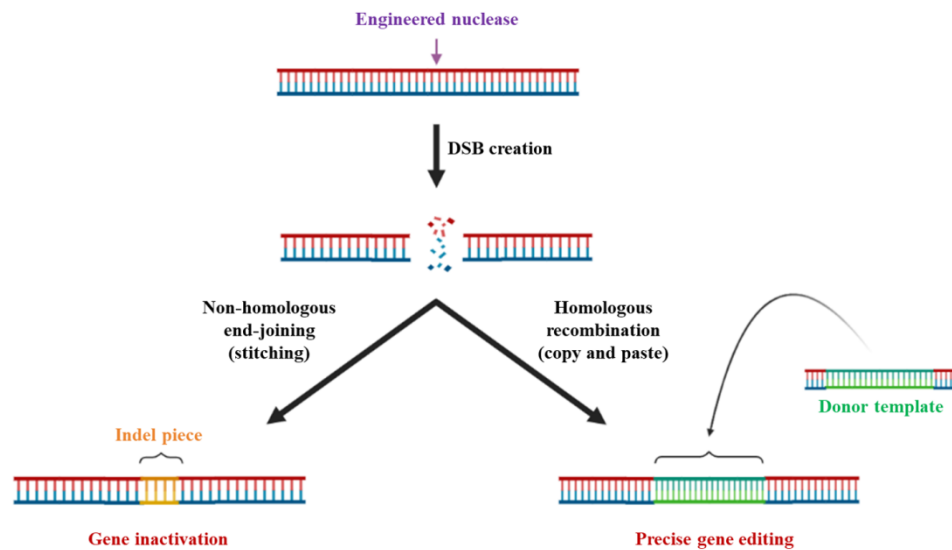 Engineered nuclease
DSB creation
Non-homologous
end-joining
(stitching)
Homologous
recombination
(copy and paste)
Donor template
Indel piece
Gene inactivation
Precise gene editing